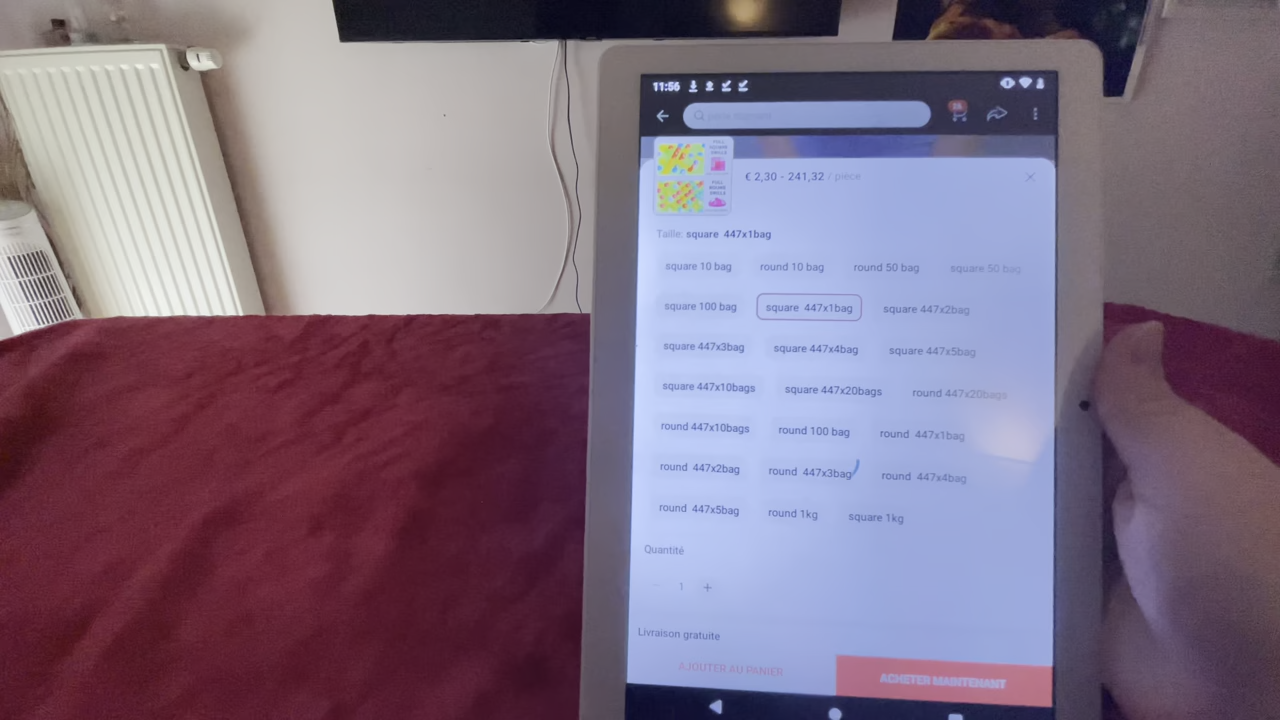 11:56
€ 2,30 - 241,32 / pièce
Taille: square 447x1bag
square 10 bag round 10 bag round 50 bag square 50 bag
square 100 bag square 447x1bag square 447x2bag
square 447x3bag square 447x4bag square 447x5bag
square 447x10bags square 447x20bags round 447x20bags
round 447x10bags round 100 bag round 447x1bag
round 447x2bag round 447x3bag round 447x4bag
round 447x5bag round 1kg square 1kg
Quantité
1
Livraison gratuite
AJOUTER AU PANIER ACHETER MAINTENANT